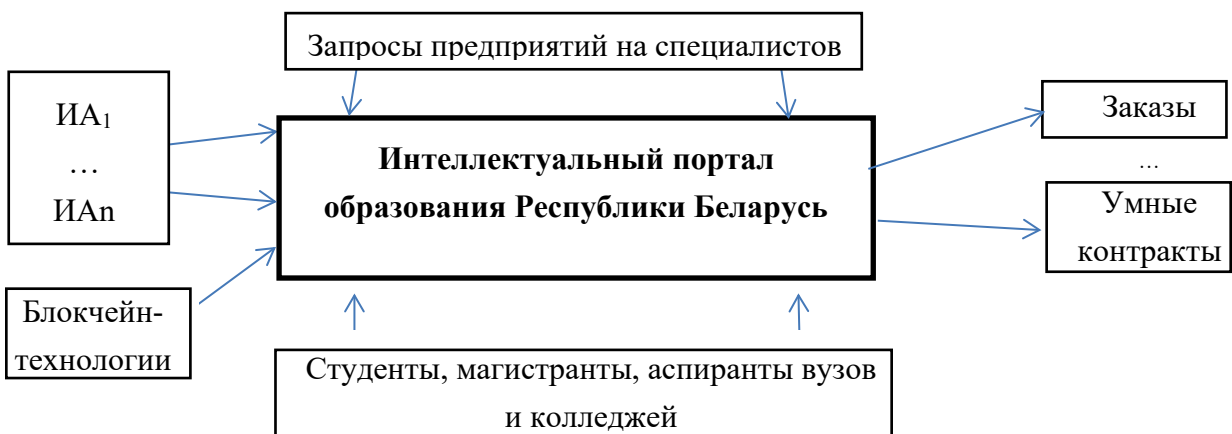 Запросы предприятий на специалистов
ИА₁
…
ИАn
Интеллектуальный портал
образования Республики Беларусь
Заказы
...
Умные
контракты
Блокчейн-
технологии
Студенты, магистранты, аспиранты вузов
и колледжей